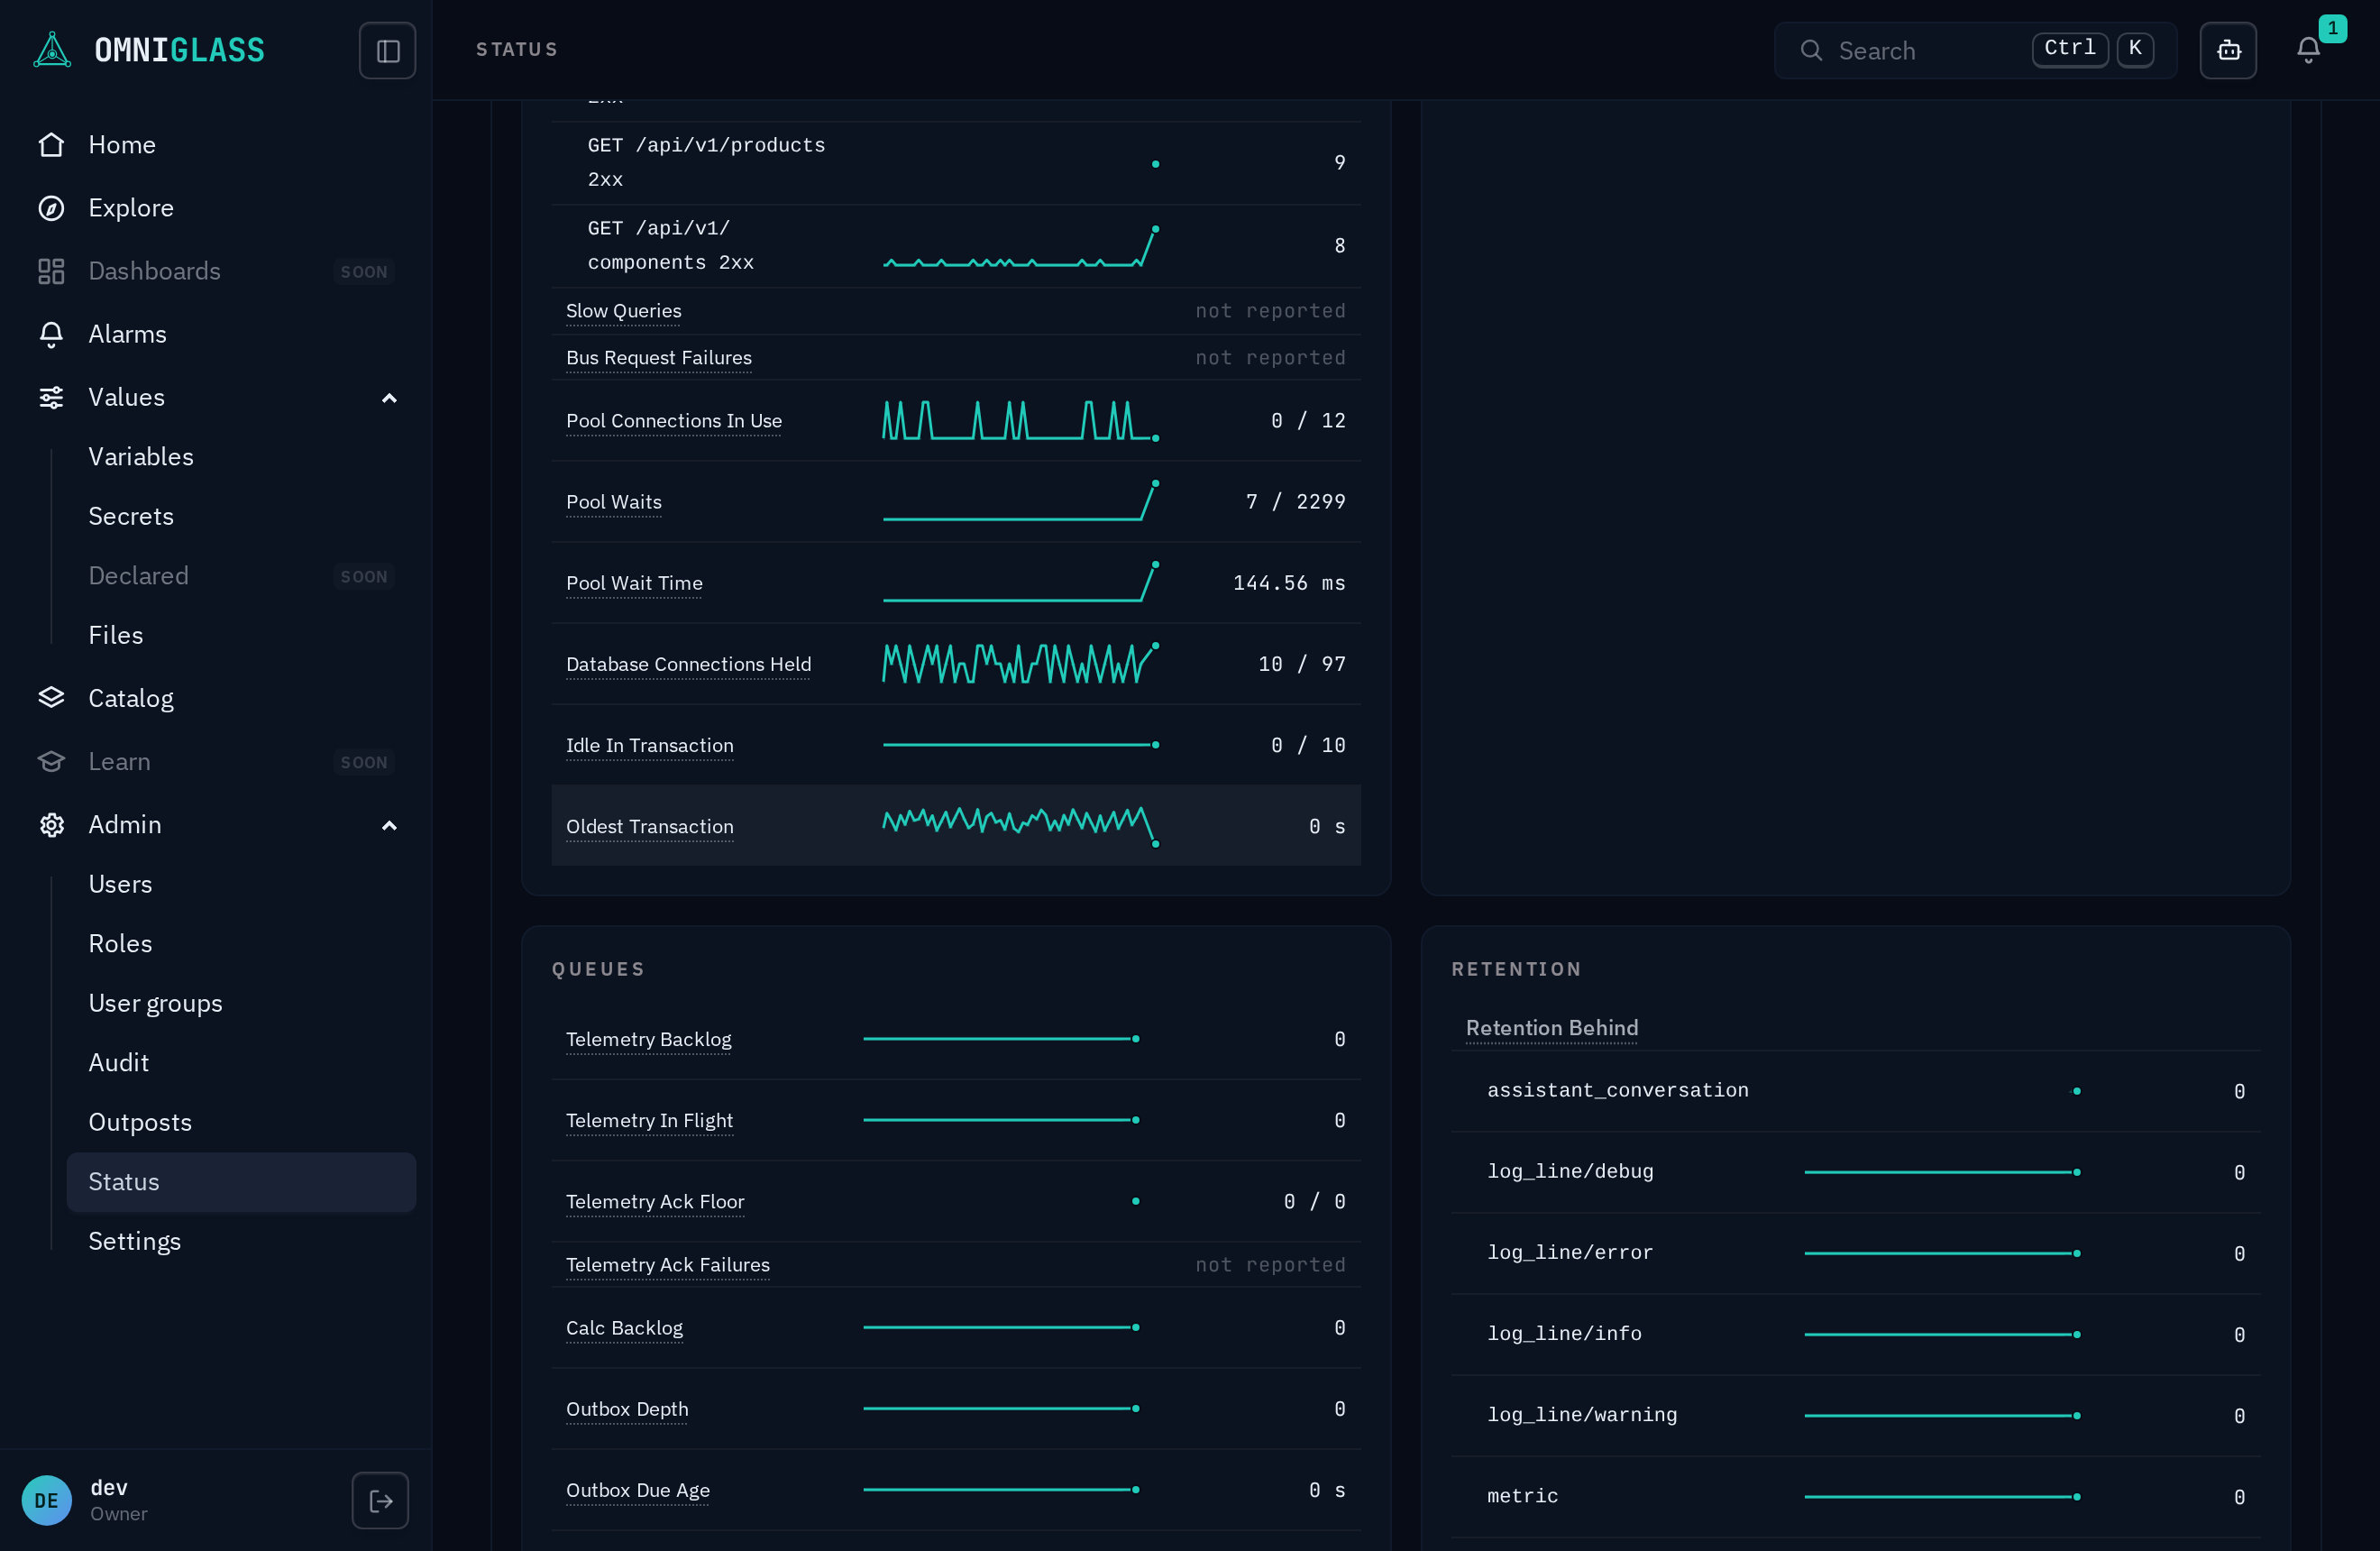 OMNIGLASS
STATUS
Search
Ctrl K
1
Home
Explore
Dashboards SOON
Alarms
Values
Variables
Secrets
Declared SOON
Files
Catalog
Learn SOON
Admin
Users
Roles
User groups
Audit
Outposts
Status
Settings
DE
dev
Owner
2xx
GET /api/v1/products
2xx
9
GET /api/v1/
components 2xx
8
Slow Queries not reported
Bus Request Failures not reported
Pool Connections In Use 0 / 12
Pool Waits 7 / 2299
Pool Wait Time 144.56 ms
Database Connections Held 10 / 97
Idle In Transaction 0 / 10
Oldest Transaction 0 s
QUEUES
Telemetry Backlog 0
Telemetry In Flight 0
Telemetry Ack Floor 0 / 0
Telemetry Ack Failures not reported
Calc Backlog 0
Outbox Depth 0
Outbox Due Age 0 s
RETENTION
Retention Behind
assistant_conversation 0
log_line/debug 0
log_line/error 0
log_line/info 0
log_line/warning 0
metric 0